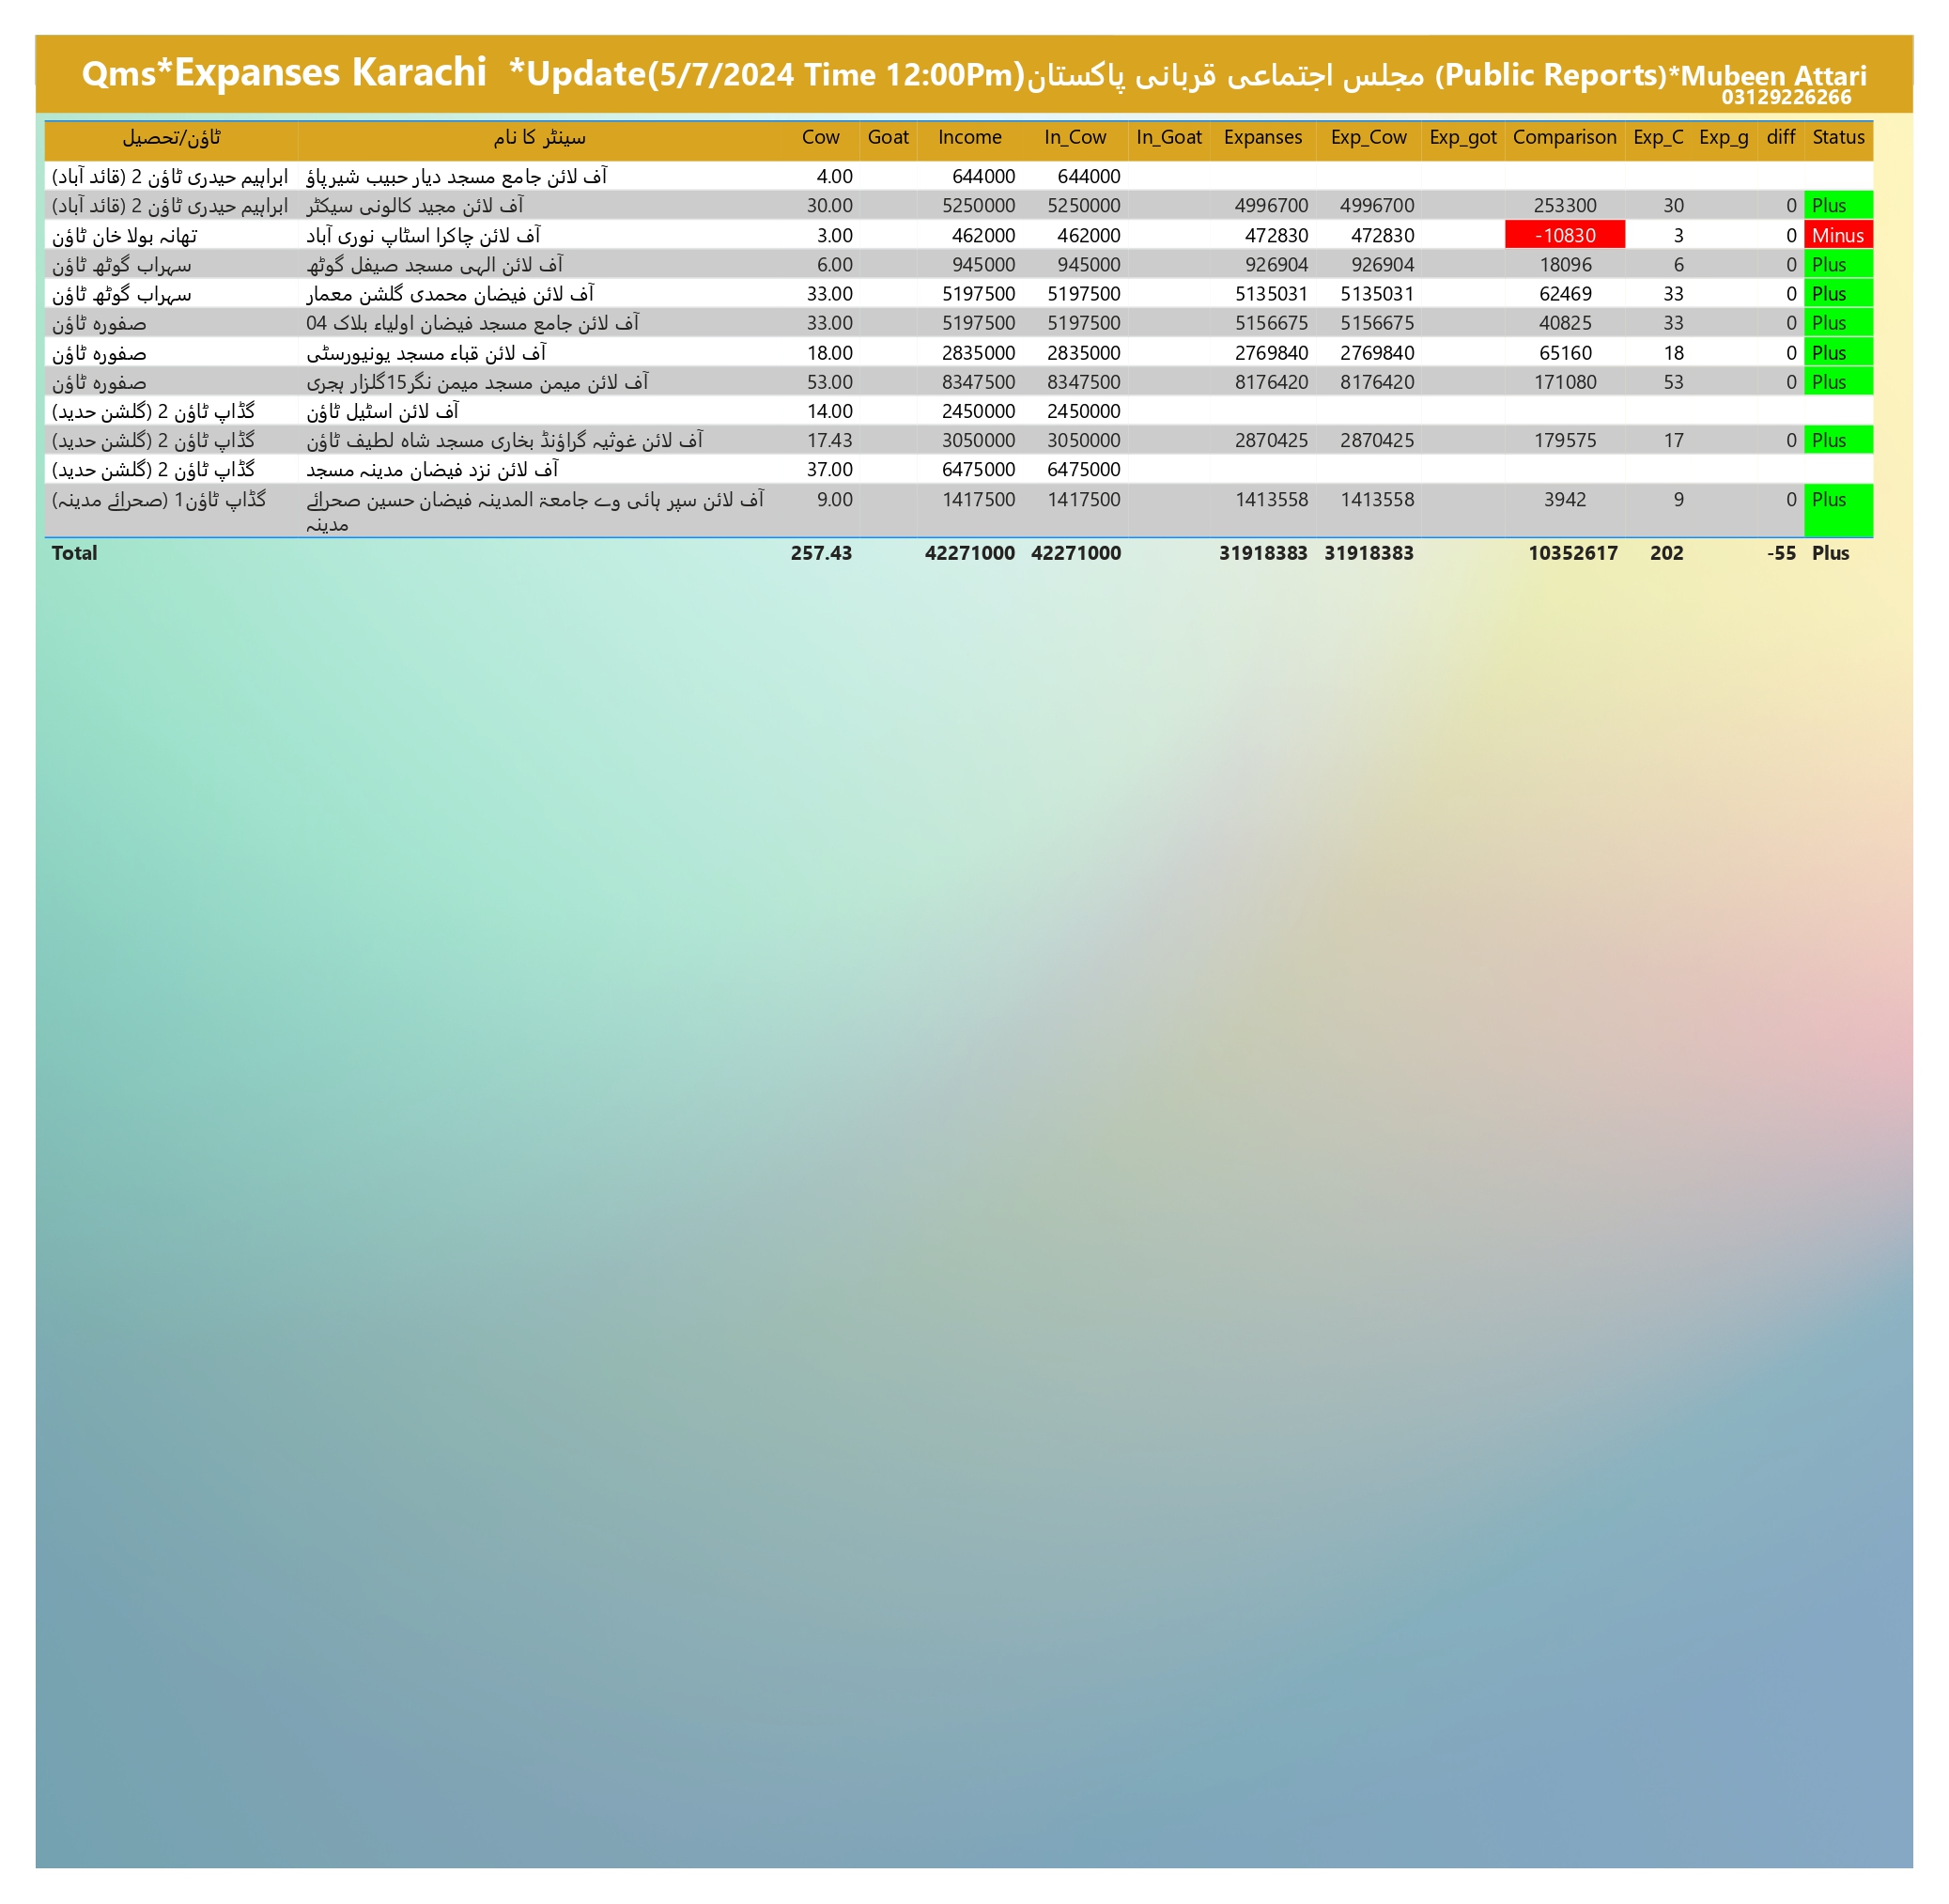 Qms*Expanses Karachi *Update(5/7/2024 Time 12:00Pm)مجلس اجتماعی قربانی پاکستان (Public Reports)*Mubeen Attari
03129226266
ٹاؤن/تحصیل سینٹر کا نام Cow Goat Income In_Cow In_Goat Expanses Exp_Cow Exp_got Comparison Exp_C Exp_g diff Status
ابراہیم حیدری ٹاؤن 2 (قائد آباد) آف لائن جامع مسجد دیار حبیب شیرپاؤ 4.00 644000 644000
ابراہیم حیدری ٹاؤن 2 (قائد آباد) آف لائن مجید کالونی سیکٹر 30.00 5250000 5250000 4996700 4996700 253300 30 0 Plus
تھانہ بولا خان ٹاؤن آف لائن چاکرا اسٹاپ نوری آباد 3.00 462000 462000 472830 472830 -10830 3 0 Minus
سہراب گوٹھ ٹاؤن آف لائن الہی مسجد صیفل گوٹھ 6.00 945000 945000 926904 926904 18096 6 0 Plus
سہراب گوٹھ ٹاؤن آف لائن فیضان محمدی گلشن معمار 33.00 5197500 5197500 5135031 5135031 62469 33 0 Plus
صفورہ ٹاؤن آف لائن جامع مسجد فیضان اولیاء بلاک 04 33.00 5197500 5197500 5156675 5156675 40825 33 0 Plus
صفورہ ٹاؤن آف لائن قباء مسجد یونیورسٹی 18.00 2835000 2835000 2769840 2769840 65160 18 0 Plus
صفورہ ٹاؤن آف لائن میمن مسجد میمن نگر15گلزار ہجری 53.00 8347500 8347500 8176420 8176420 171080 53 0 Plus
گڈاپ ٹاؤن 2 (گلشن حدید) آف لائن اسٹیل ٹاؤن 14.00 2450000 2450000
گڈاپ ٹاؤن 2 (گلشن حدید) آف لائن غوثیہ گراؤنڈ بخاری مسجد شاہ لطیف ٹاؤن 17.43 3050000 3050000 2870425 2870425 179575 17 0 Plus
گڈاپ ٹاؤن 2 (گلشن حدید) آف لائن نزد فیضان مدینہ مسجد 37.00 6475000 6475000
گڈاپ ٹاؤن1 (صحرائے مدینہ) آف لائن سپر ہائی وے جامعۃ المدینہ فیضان حسین صحرائے 9.00 1417500 1417500 1413558 1413558 3942 9 0 Plus
مدینہ
Total 257.43 42271000 42271000 31918383 31918383 10352617 202 -55 Plus